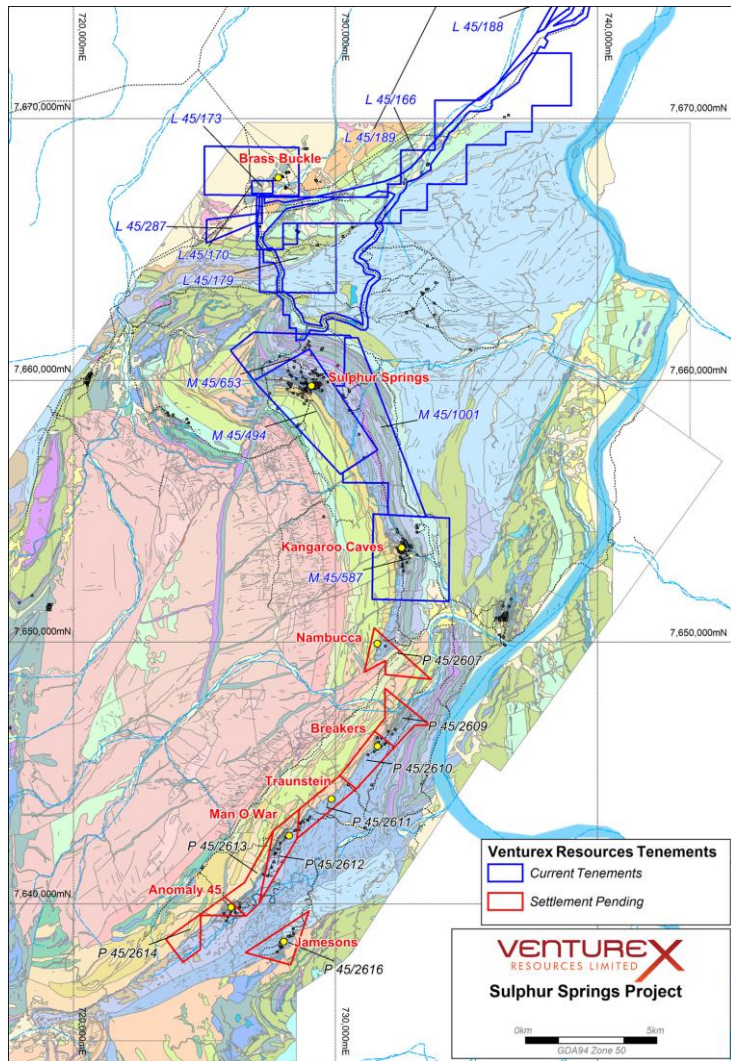 720,000mE
730,000mE
740,000mE
L 45/188
7,670,000mN
7,670,000mN
L 45/173
L 45/166
L 45/189
Brass Buckle
L 45/287
L 45/170
L 45/179
7,660,000mN
7,660,000mN
M 45/653
Sulphur Springs
M 45/494
M 45/1001
Kangaroo Caves
M 45/587
7,650,000mN
7,650,000mN
Nambucca
P 45/2607
Breakers
P 45/2609
P 45/2610
Traunstein
Man O War
P 45/2611
P 45/2613
P 45/2612
Anomaly 45
7,640,000mN
P 45/2614
Jamesons
P 45/2616
720,000mE
730,000mE
Venturex Resources Tenements
Current Tenements
Settlement Pending
VENTUREX
RESOURCES LIMITED
Sulphur Springs Project
0km
5km
GDA94 Zone 50